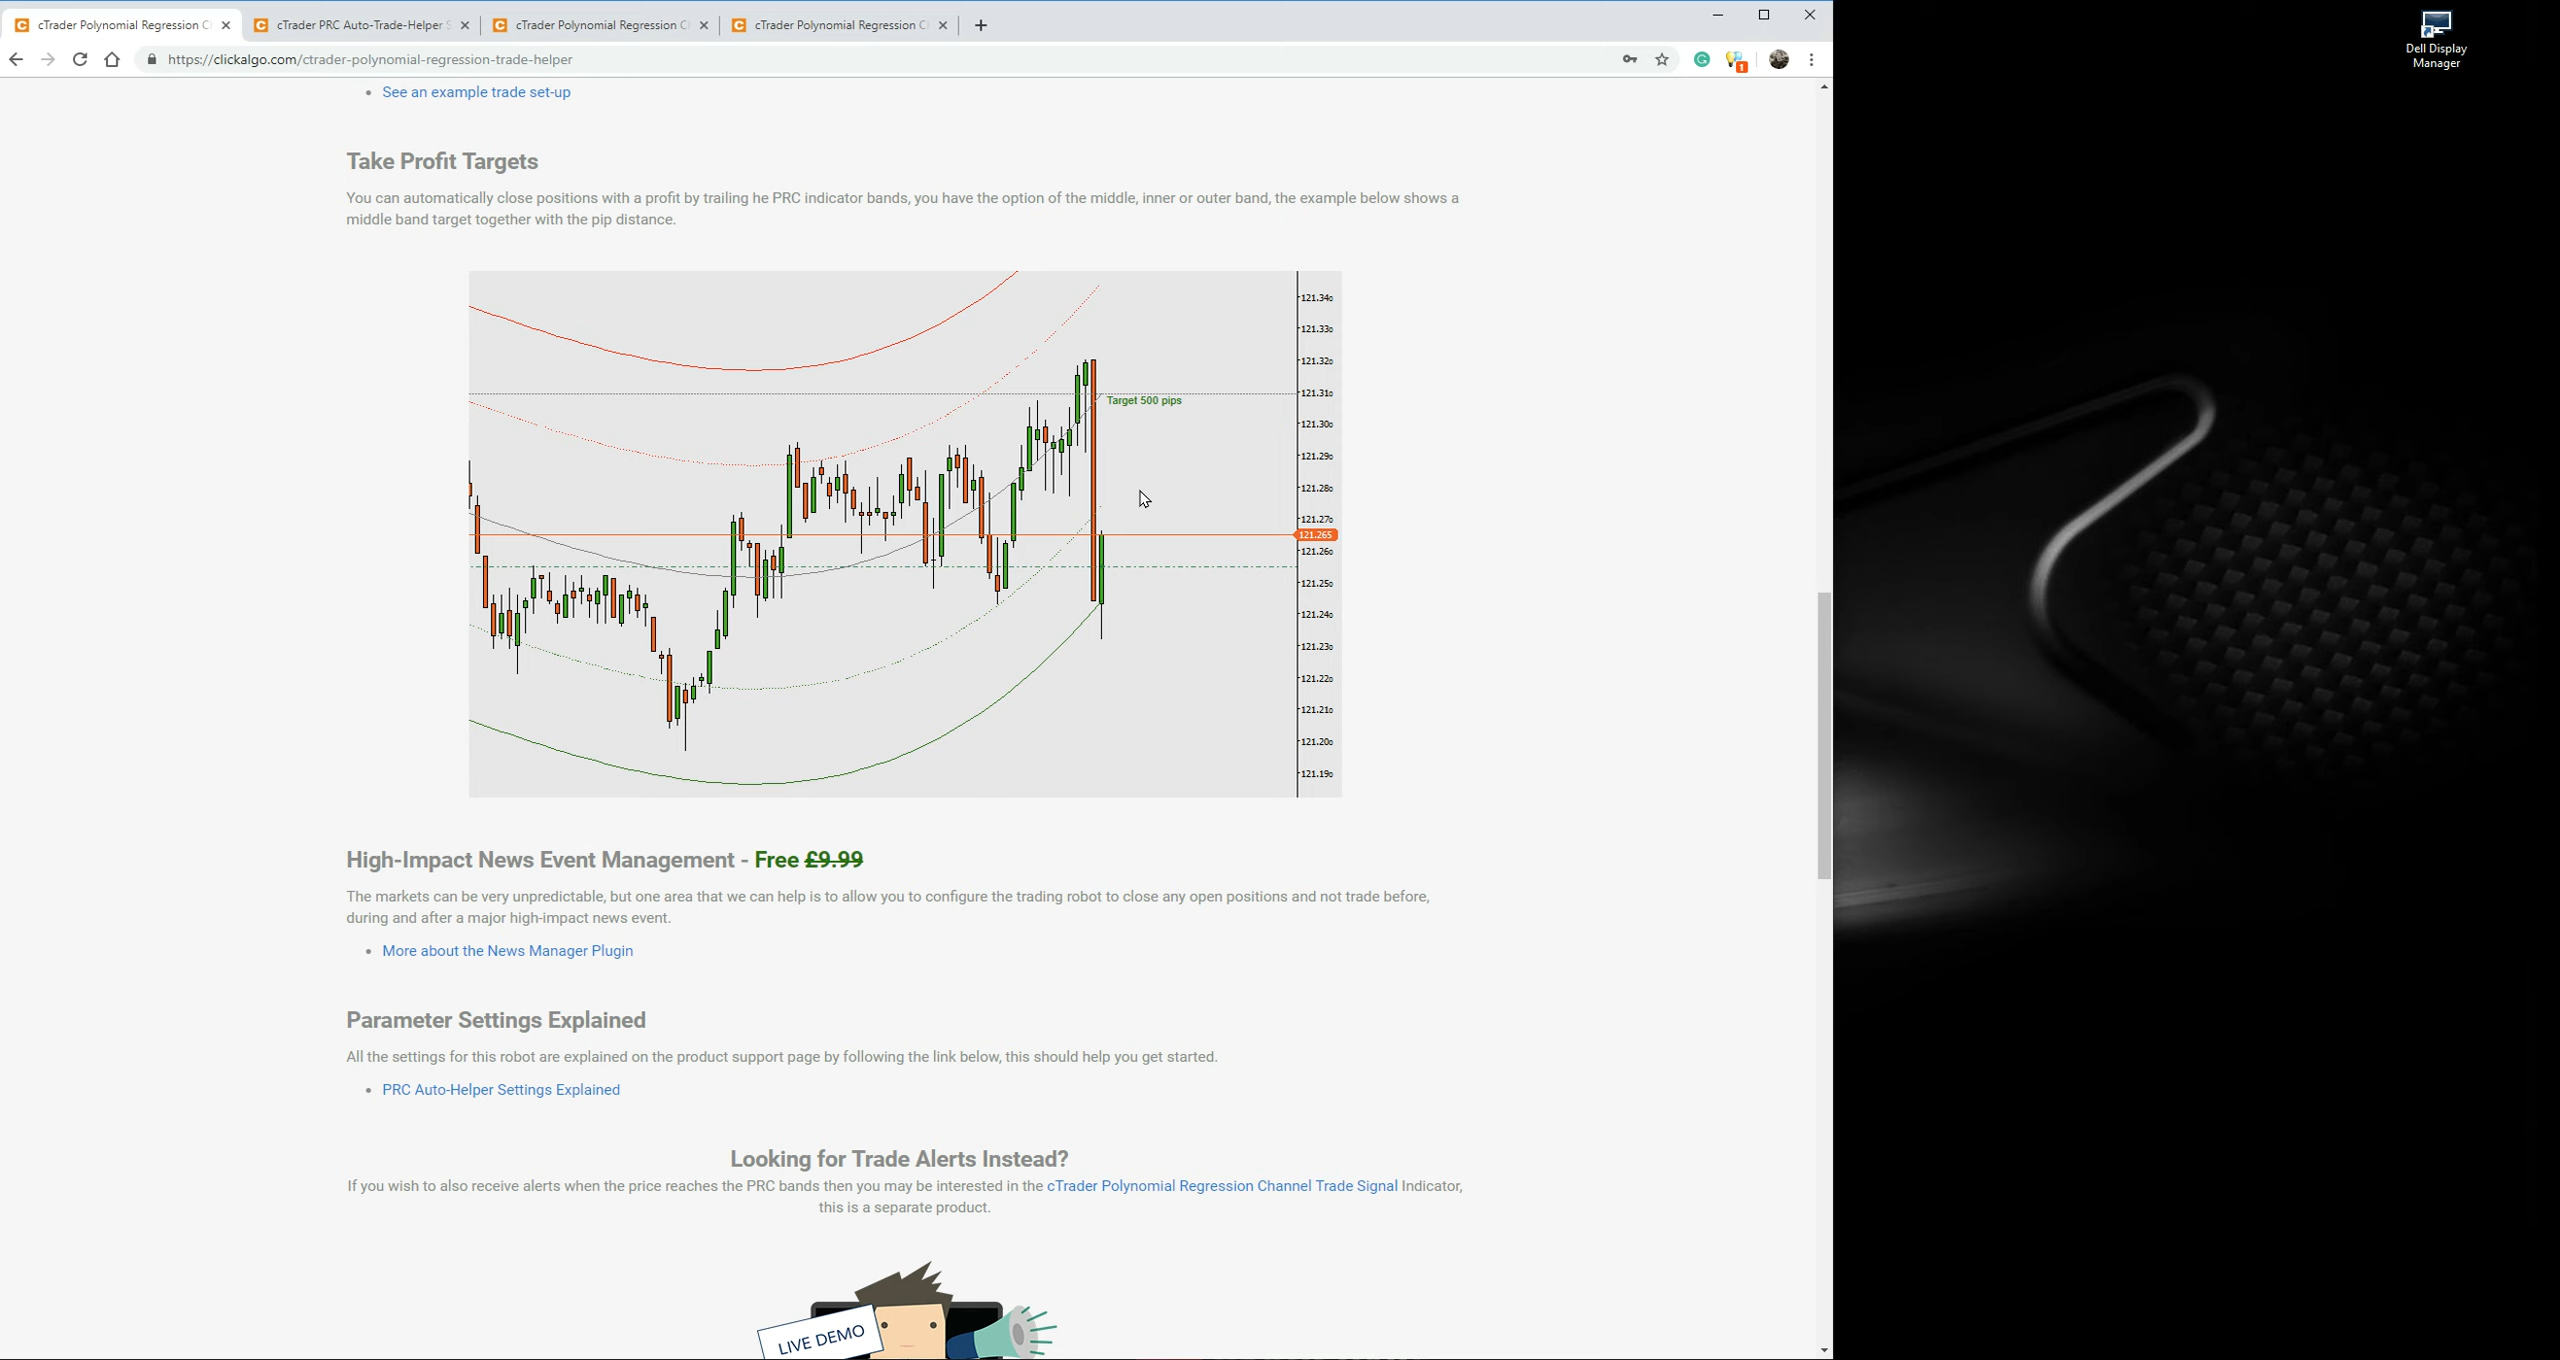 cTrader Polynomial Regression C
cTrader PRC Auto-Trade-Helper S
cTrader Polynomial Regression C
cTrader Polynomial Regression C
https://clickalgo.com/ctrader-polynomial-regression-trade-helper
1
Dell Display
Manager
See an example trade set-up
Take Profit Targets
You can automatically close positions with a profit by trailing he PRC indicator bands, you have the option of the middle, inner or outer band, the example below shows a
middle band target together with the pip distance.
121.340
121.330
121.320
121.310
Target 500 pips
121.300
121.290
121.280
121.270
121.265
121.260
121.250
121.240
121.230
121.220
121.210
121.200
121.190
High-Impact News Event Management - Free £9.99
The markets can be very unpredictable, but one area that we can help is to allow you to configure the trading robot to close any open positions and not trade before,
during and after a major high-impact news event.
More about the News Manager Plugin
Parameter Settings Explained
All the settings for this robot are explained on the product support page by following the link below, this should help you get started.
PRC Auto-Helper Settings Explained
Looking for Trade Alerts Instead?
If you wish to also receive alerts when the price reaches the PRC bands then you may be interested in the cTrader Polynomial Regression Channel Trade Signal Indicator,
this is a separate product.
LIVE DEMO